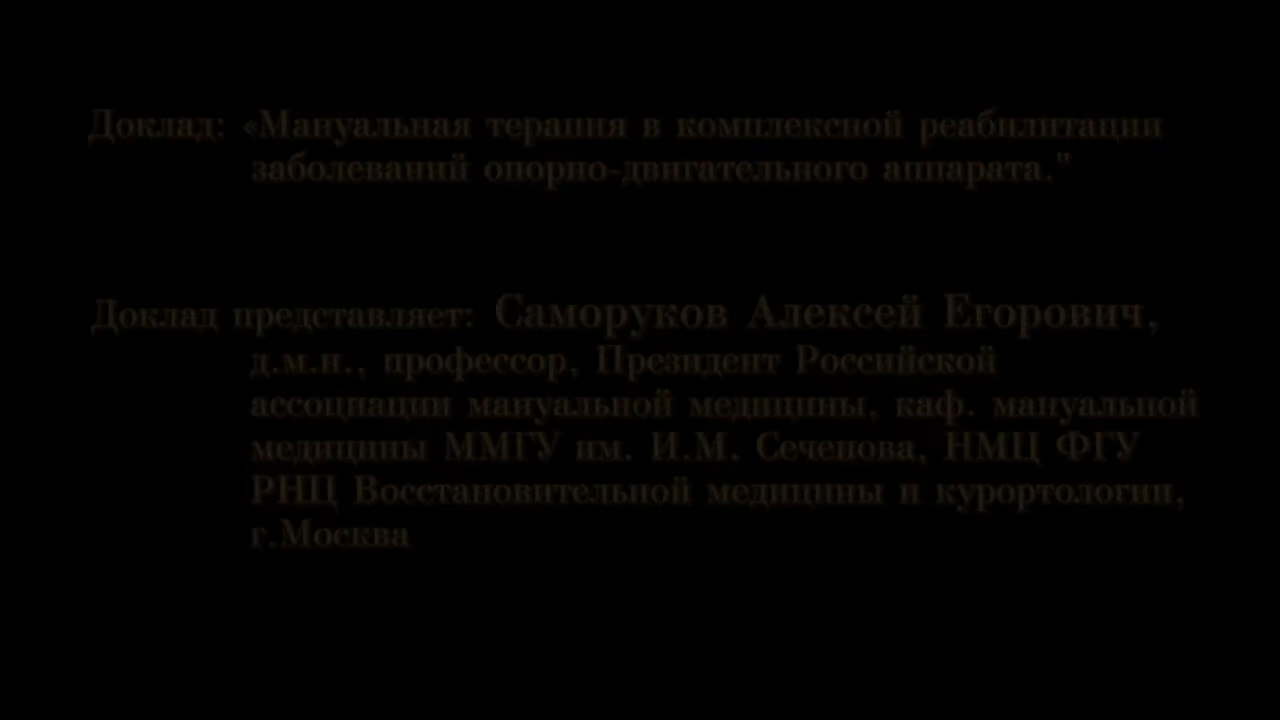 Доклад: «Мануальная терапия в комплексной реабилитации
заболеваний опорно-двигательного аппарата."
Доклад представляет: Саморуков Алексей Егорович,
д.м.н., профессор, Президент Российской
ассоциации мануальной медицины, каф. мануальной
медицины ММГУ им. И.М. Сеченова, НМЦ ФГУ
РНЦ Восстановительной медицины и курортологии,
г.Москва